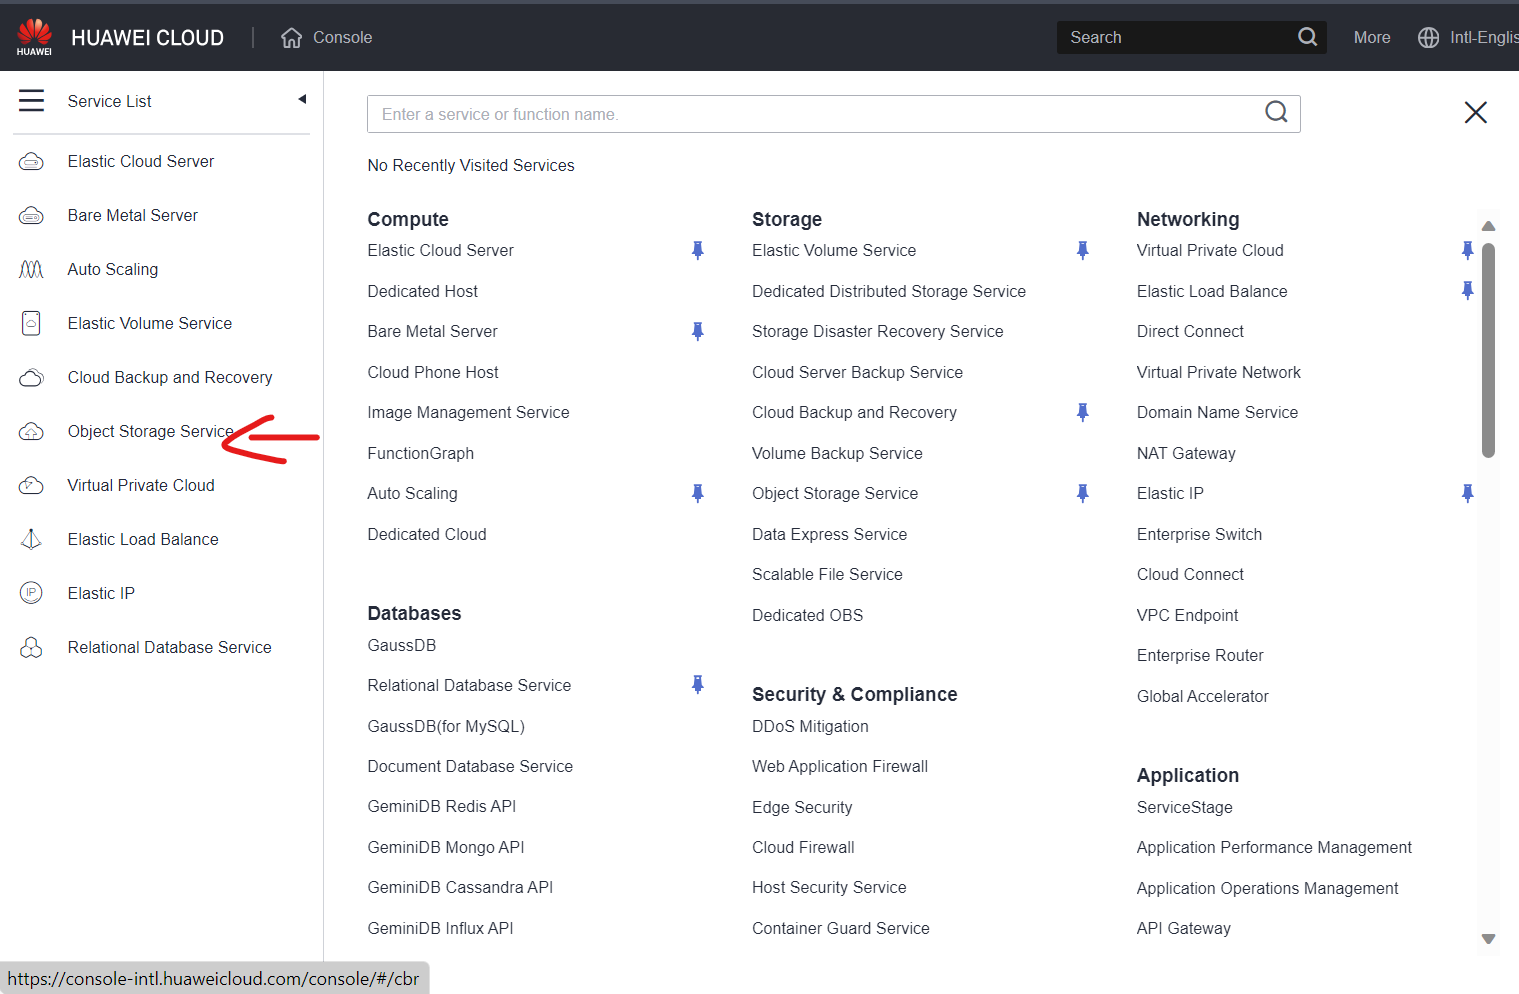 HUAWEI
HUAWEI CLOUD
Console
Search
More
Intl-Englis
Service List
Elastic Cloud Server
Bare Metal Server
Auto Scaling
Elastic Volume Service
Cloud Backup and Recovery
Object Storage Service
Virtual Private Cloud
Elastic Load Balance
IP
Elastic IP
Relational Database Service
Enter a service or function name.
No Recently Visited Services
Compute
Elastic Cloud Server
Dedicated Host
Bare Metal Server
Cloud Phone Host
Image Management Service
FunctionGraph
Auto Scaling
Dedicated Cloud
Databases
GaussDB
Relational Database Service
GaussDB(for MySQL)
Document Database Service
GeminiDB Redis API
GeminiDB Mongo API
GeminiDB Cassandra API
GeminiDB Influx API
Storage
Elastic Volume Service
Dedicated Distributed Storage Service
Storage Disaster Recovery Service
Cloud Server Backup Service
Cloud Backup and Recovery
Volume Backup Service
Object Storage Service
Data Express Service
Scalable File Service
Dedicated OBS
Security & Compliance
DDoS Mitigation
Web Application Firewall
Edge Security
Cloud Firewall
Host Security Service
Container Guard Service
Networking
Virtual Private Cloud
Elastic Load Balance
Direct Connect
Virtual Private Network
Domain Name Service
NAT Gateway
Elastic IP
Enterprise Switch
Cloud Connect
VPC Endpoint
Enterprise Router
Global Accelerator
Application
ServiceStage
Application Performance Management
Application Operations Management
API Gateway
https://console-intl.huaweicloud.com/console/#/cbr